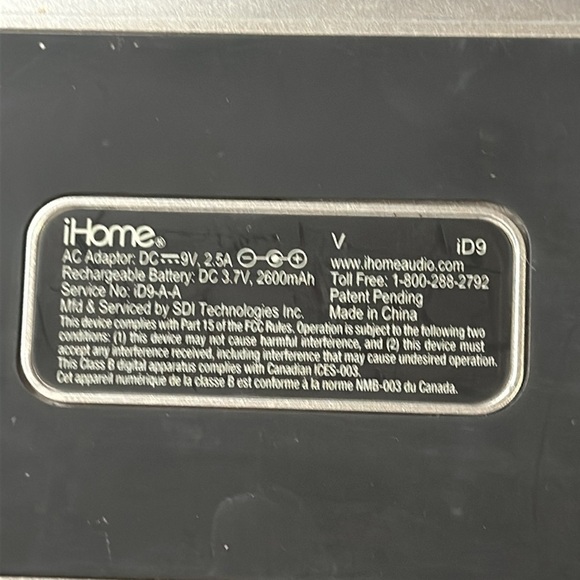 iHome®
V iD9
AC Adaptor: DC⎓9V, 2.5A ⊖-C-⊕
www.ihomeaudio.com
Rechargeable Battery: DC 3.7V, 2600mAh
Toll Free: 1-800-288-2792
Service No: iD9-A-A
Patent Pending
Mfd & Serviced by SDI Technologies Inc.
Made in China
This device complies with Part 15 of the FCC Rules. Operation is subject to the following two
conditions: (1) this device may not cause harmful interference, and (2) this device must
accept any interference received, including interference that may cause undesired operation.
This Class B digital apparatus complies with Canadian ICES-003.
Cet appareil numérique de la classe B est conforme à la norme NMB-003 du Canada.